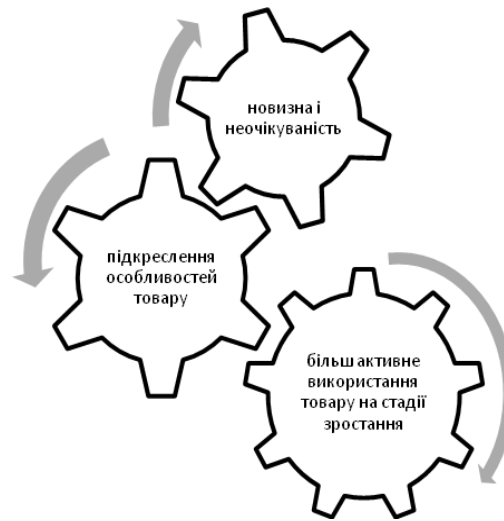 новизна і
неочікуваність
підкреслення
особливостей
товару
більш активне
використання
товару на стадії
зростання